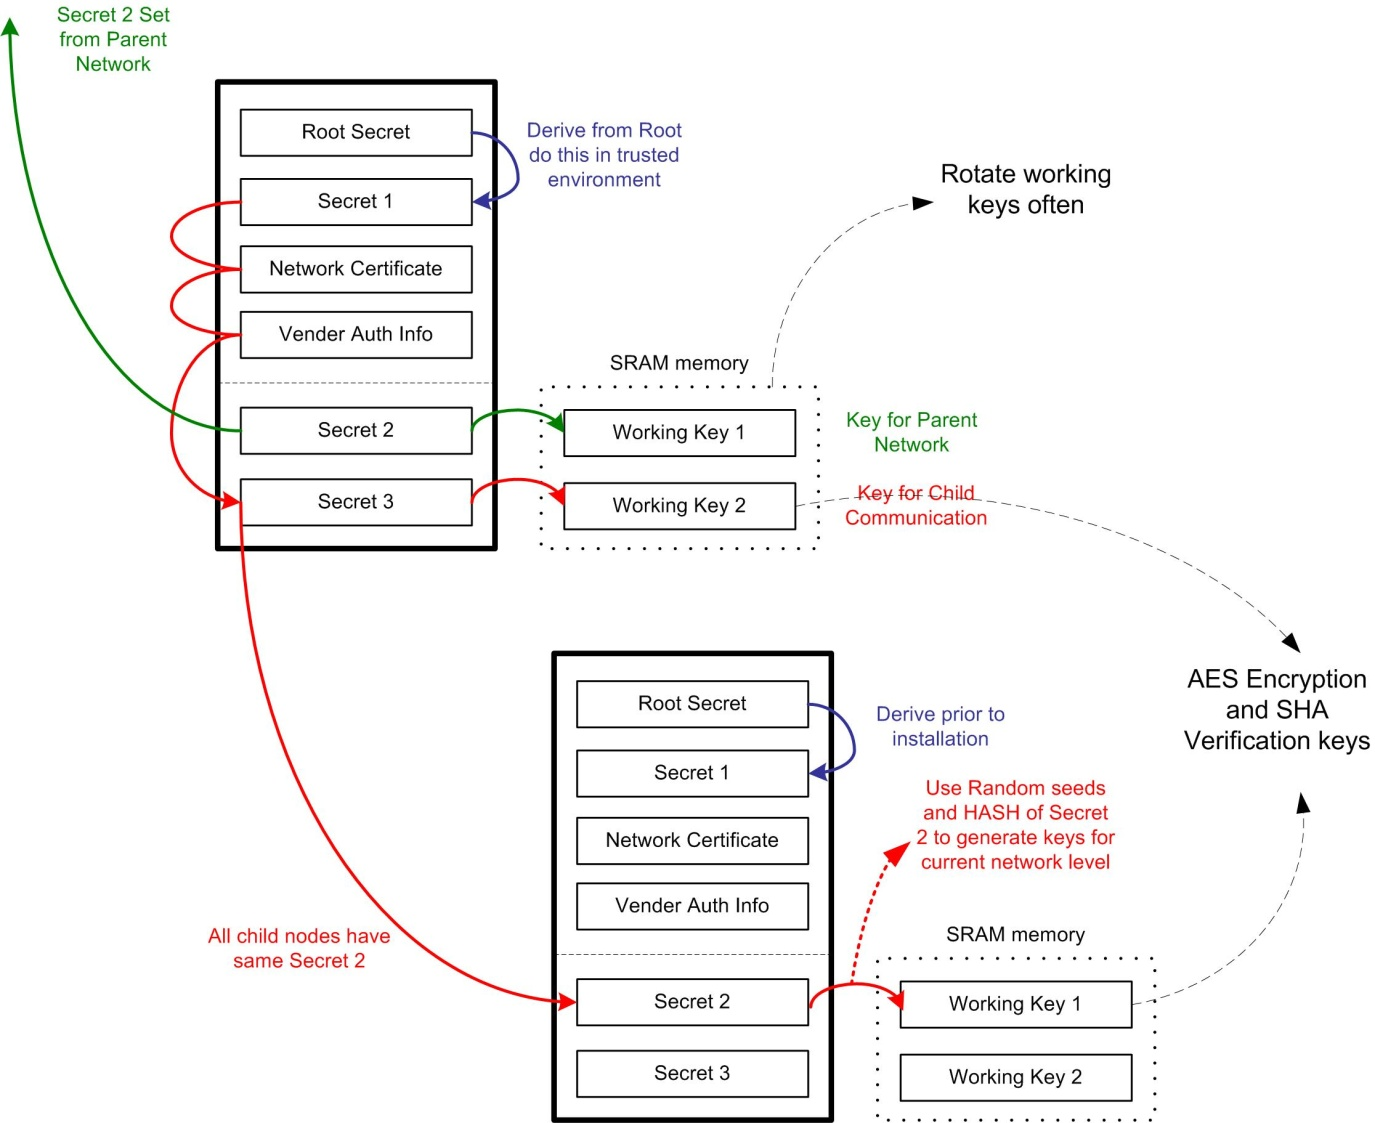 Secret 2 Set
from Parent
Network
Root Secret
Derive from Root
do this in trusted
environment
Secret 1
Network Certificate
Vender Auth Info
Rotate working
keys often
SRAM memory
Secret 2
Working Key 1
Key for Parent
Network
Secret 3
Working Key 2
Key for Child
Communication
Root Secret
Derive prior to
installation
Secret 1
AES Encryption
and SHA
Verification keys
Use Random seeds
and HASH of Secret
2 to generate keys for
current network level
Network Certificate
Vender Auth Info
All child nodes have
same Secret 2
SRAM memory
Secret 2
Working Key 1
Secret 3
Working Key 2